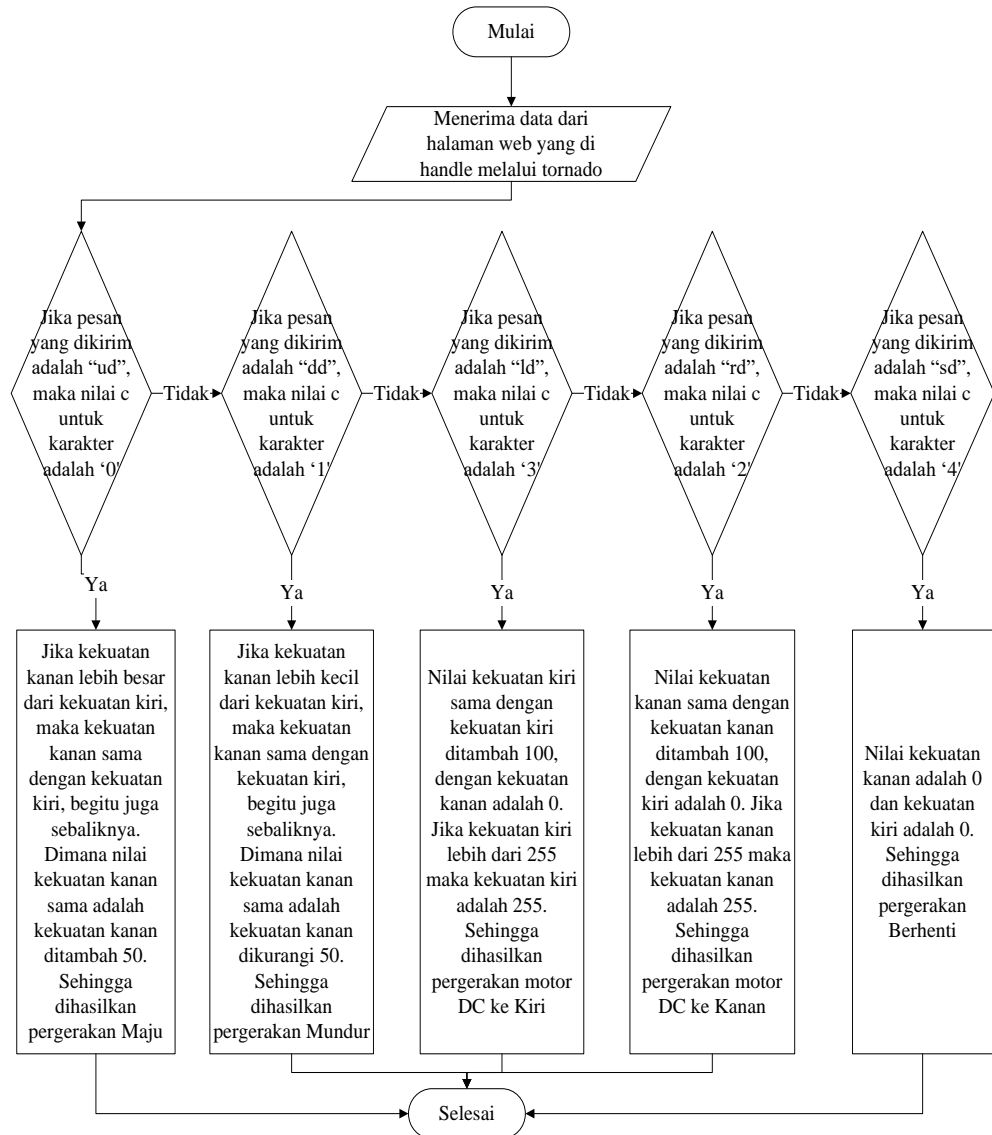 Mulai
Menerima data dari
halaman web yang di
handle melalui tornado
Jika pesan
yang dikirim
adalah “ud”,
maka nilai c
untuk
karakter
adalah ‘0'
Tidak
Jika pesan
yang dikirim
adalah “dd”,
maka nilai c
untuk
karakter
adalah ‘1'
Tidak
Jika pesan
yang dikirim
adalah “ld”,
maka nilai c
untuk
karakter
adalah ‘3'
Tidak
Jika pesan
yang dikirim
adalah “rd”,
maka nilai c
untuk
karakter
adalah ‘2'
Tidak
Jika pesan
yang dikirim
adalah “sd”,
maka nilai c
untuk
karakter
adalah ‘4'
Ya
Ya
Ya
Ya
Ya
Jika kekuatan
kanan lebih besar
dari kekuatan kiri,
maka kekuatan
kanan sama
dengan kekuatan
kiri, begitu juga
sebaliknya.
Dimana nilai
kekuatan kanan
sama adalah
kekuatan kanan
ditambah 50.
Sehingga
dihasilkan
pergerakan Maju
Jika kekuatan
kanan lebih kecil
dari kekuatan kiri,
maka kekuatan
kanan sama dengan
kekuatan kiri,
begitu juga
sebaliknya.
Dimana nilai
kekuatan kanan
sama adalah
kekuatan kanan
dikurangi 50.
Sehingga
dihasilkan
pergerakan Mundur
Nilai kekuatan kiri
sama dengan
kekuatan kiri
ditambah 100,
dengan kekuatan
kanan adalah 0.
Jika kekuatan kiri
lebih dari 255
maka kekuatan kiri
adalah 255.
Sehingga
dihasilkan
pergerakan motor
DC ke Kiri
Nilai kekuatan
kanan sama dengan
kekuatan kanan
ditambah 100,
dengan kekuatan
kiri adalah 0. Jika
kekuatan kanan
lebih dari 255 maka
kekuatan kanan
adalah 255.
Sehingga
dihasilkan
pergerakan motor
DC ke Kanan
Nilai kekuatan
kanan adalah 0
dan kekuatan
kiri adalah 0.
Sehingga
dihasilkan
pergerakan
Berhenti
Selesai